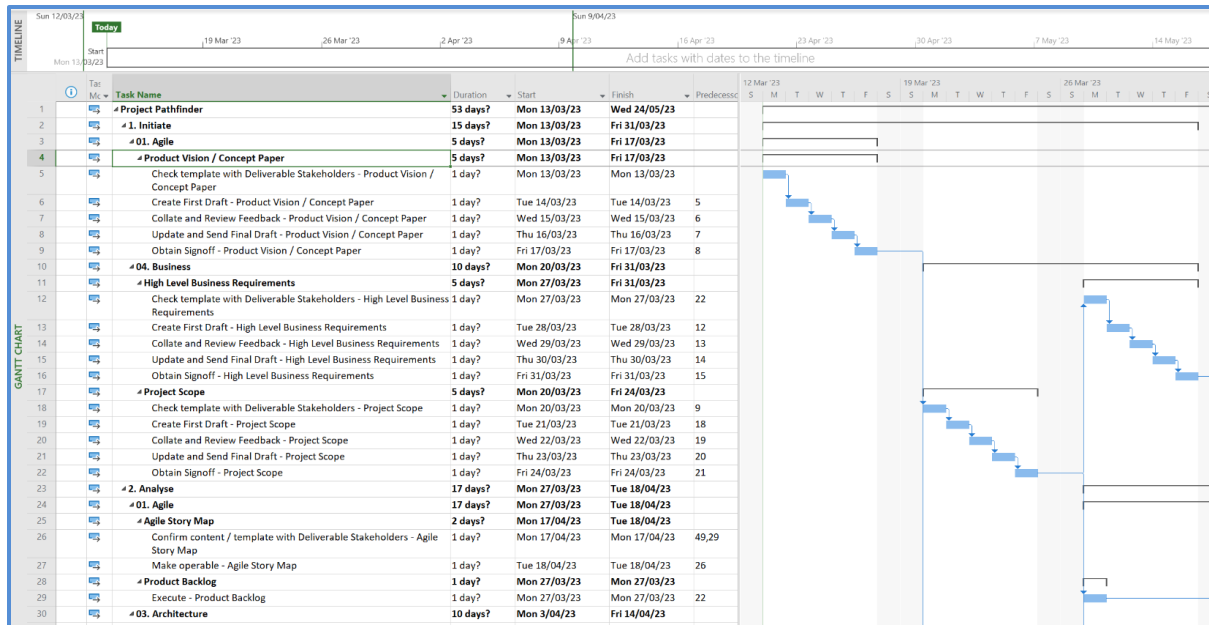 TIMELINE
Sun 12/03/23
Sun 9/04/23
Today
19 Mar '23 26 Mar '23 2 Apr '23 9 Apr '23 16 Apr '23 23 Apr '23 30 Apr '23 7 May '23 14 May '23
Start
Mon 13/03/23
Add tasks with dates to the timeline
GANTT CHART
12 Mar '23 19 Mar '23 26 Mar '23
Task Name Duration Start Finish Predecesso S M T W T F S S M T W T F S S M T W T F S
1 Project Pathfinder 53 days? Mon 13/03/23 Wed 24/05/23
2 1. Initiate 15 days? Mon 13/03/23 Fri 31/03/23
3 01. Agile 5 days? Mon 13/03/23 Fri 17/03/23
4 Product Vision / Concept Paper 5 days? Mon 13/03/23 Fri 17/03/23
5 Check template with Deliverable Stakeholders - Product Vision / 1 day? Mon 13/03/23 Mon 13/03/23
Concept Paper
6 Create First Draft - Product Vision / Concept Paper 1 day? Tue 14/03/23 Tue 14/03/23 5
7 Collate and Review Feedback - Product Vision / Concept Paper 1 day? Wed 15/03/23 Wed 15/03/23 6
8 Update and Send Final Draft - Product Vision / Concept Paper 1 day? Thu 16/03/23 Thu 16/03/23 7
9 Obtain Signoff - Product Vision / Concept Paper 1 day? Fri 17/03/23 Fri 17/03/23 8
10 04. Business 10 days? Mon 20/03/23 Fri 31/03/23
11 High Level Business Requirements 5 days? Mon 27/03/23 Fri 31/03/23
12 Check template with Deliverable Stakeholders - High Level Business 1 day? Mon 27/03/23 Mon 27/03/23 22
Requirements
13 Create First Draft - High Level Business Requirements 1 day? Tue 28/03/23 Tue 28/03/23 12
14 Collate and Review Feedback - High Level Business Requirements 1 day? Wed 29/03/23 Wed 29/03/23 13
15 Update and Send Final Draft - High Level Business Requirements 1 day? Thu 30/03/23 Thu 30/03/23 14
16 Obtain Signoff - High Level Business Requirements 1 day? Fri 31/03/23 Fri 31/03/23 15
17 Project Scope 5 days? Mon 20/03/23 Fri 24/03/23
18 Check template with Deliverable Stakeholders - Project Scope 1 day? Mon 20/03/23 Mon 20/03/23 9
19 Create First Draft - Project Scope 1 day? Tue 21/03/23 Tue 21/03/23 18
20 Collate and Review Feedback - Project Scope 1 day? Wed 22/03/23 Wed 22/03/23 19
21 Update and Send Final Draft - Project Scope 1 day? Thu 23/03/23 Thu 23/03/23 20
22 Obtain Signoff - Project Scope 1 day? Fri 24/03/23 Fri 24/03/23 21
23 2. Analyse 17 days? Mon 27/03/23 Tue 18/04/23
24 01. Agile 17 days? Mon 27/03/23 Tue 18/04/23
25 Agile Story Map 2 days? Mon 17/04/23 Tue 18/04/23
26 Confirm content / template with Deliverable Stakeholders - Agile 1 day? Mon 17/04/23 Mon 17/04/23 49,29
Story Map
27 Make operable - Agile Story Map 1 day? Tue 18/04/23 Tue 18/04/23 26
28 Product Backlog 1 day? Mon 27/03/23 Mon 27/03/23
29 Execute - Product Backlog 1 day? Mon 27/03/23 Mon 27/03/23 22
30 03. Architecture 10 days? Mon 3/04/23 Fri 14/04/23